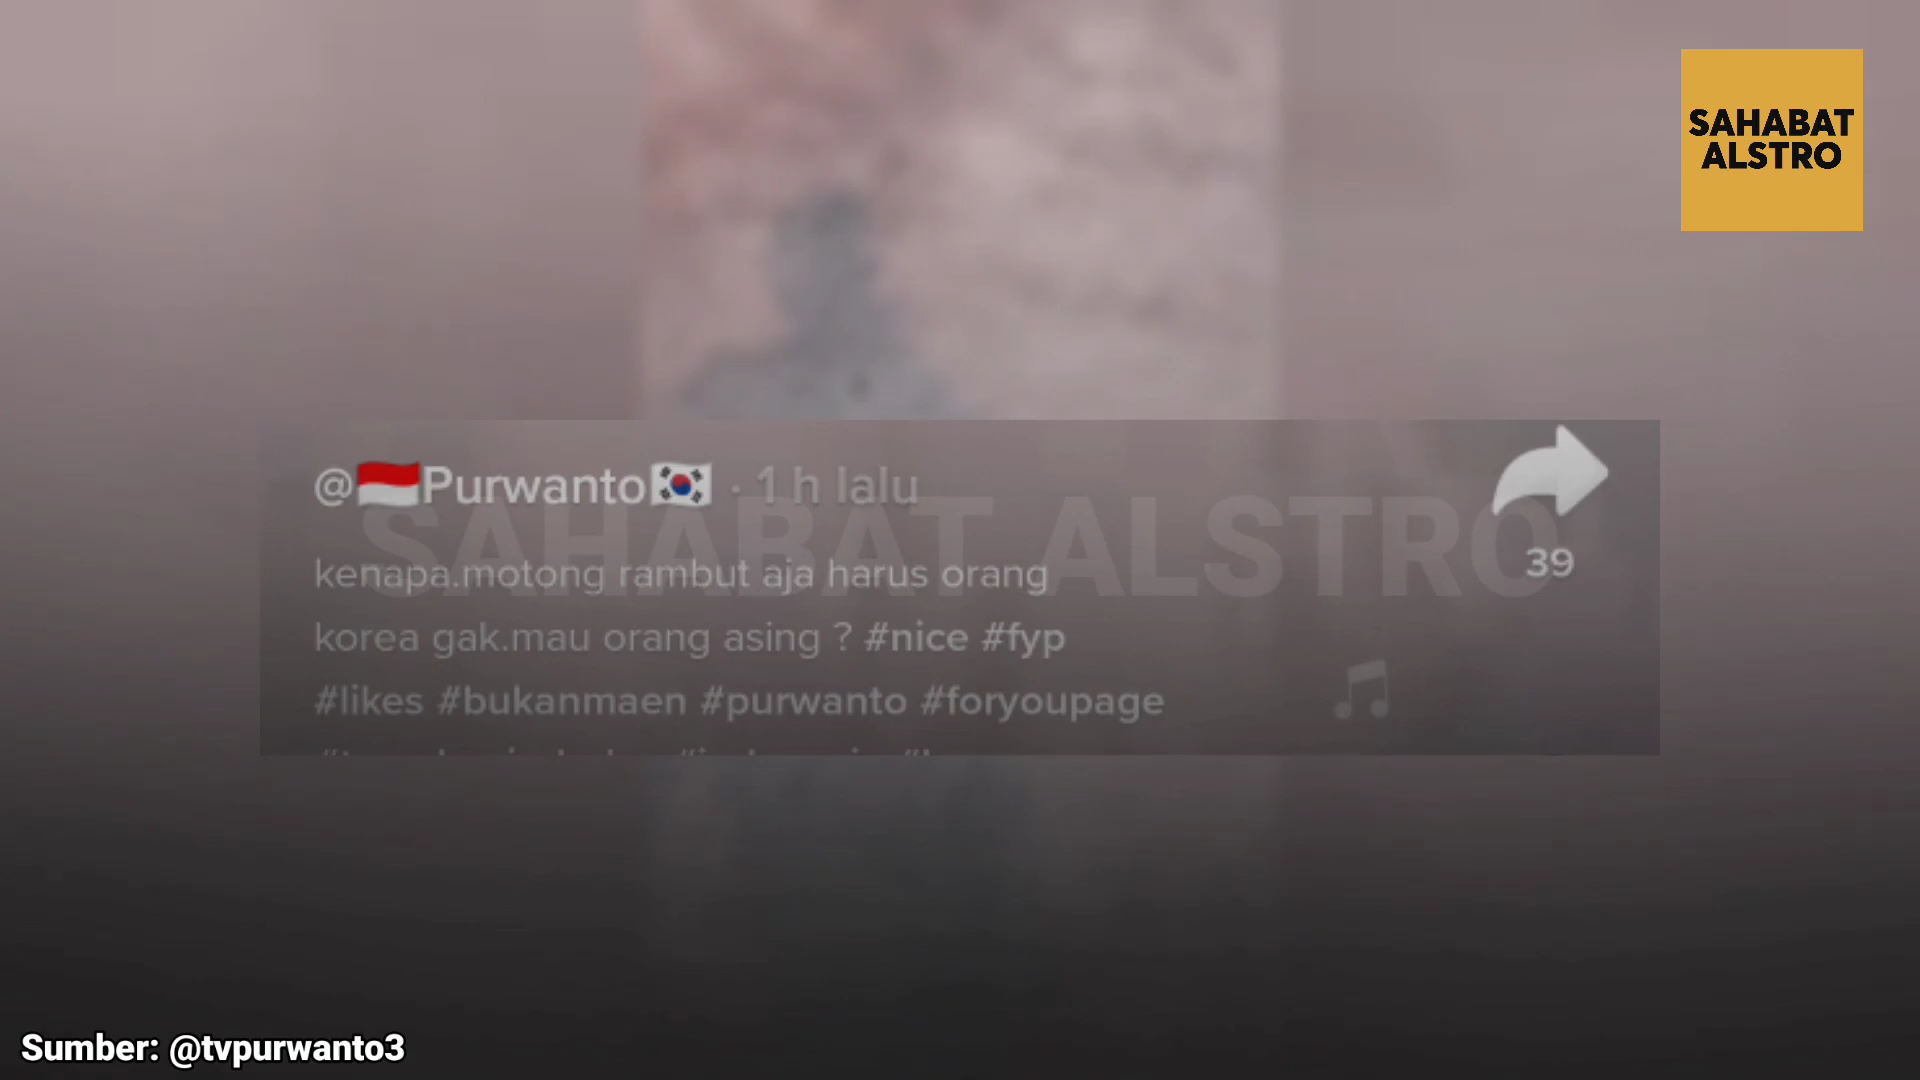 SAHABAT
ALSTRO
@🇮🇩Purwanto🇰🇷 · 1 h lalu
SAHABAT ALSTRO
39
kenapa.motong rambut aja harus orang
korea gak.mau orang asing ? #nice #fyp
#likes #bukanmaen #purwanto #foryoupage
Sumber: @tvpurwanto3